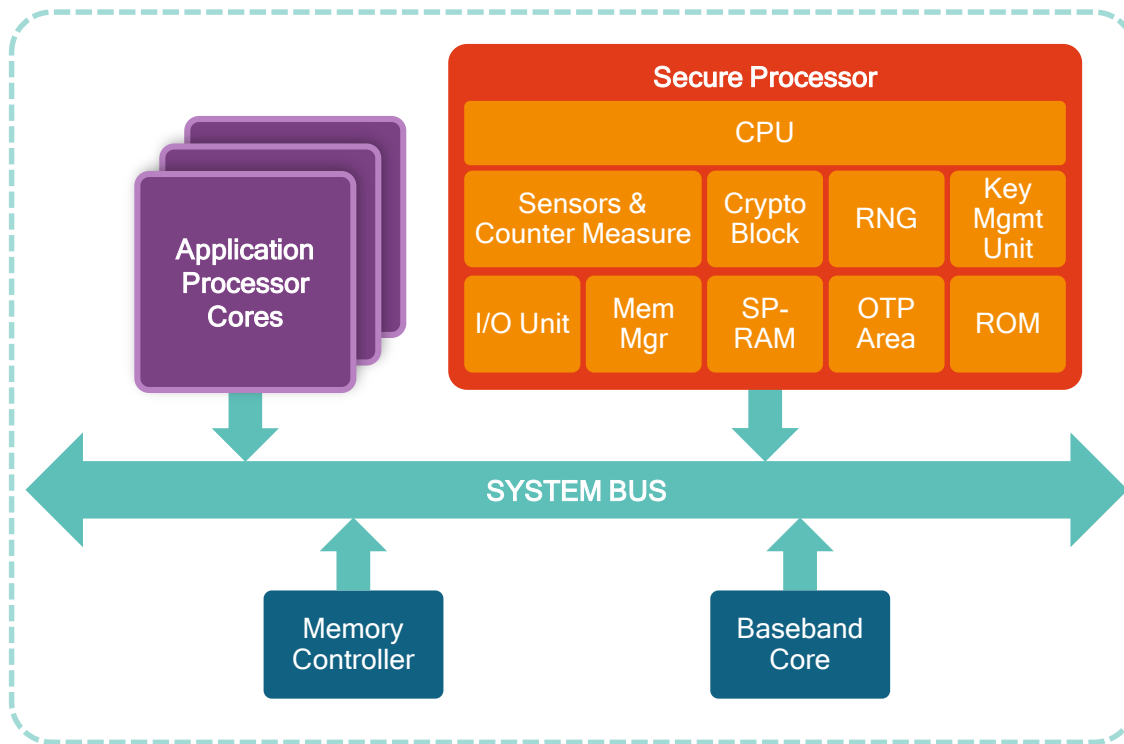 Secure Processor
CPU
Application
Processor
Cores
Sensors &
Counter Measure
Crypto
Block
RNG
Key
Mgmt
Unit
I/O Unit
Mem
Mgr
SP-
RAM
OTP
Area
ROM
SYSTEM BUS
Memory
Controller
Baseband
Core